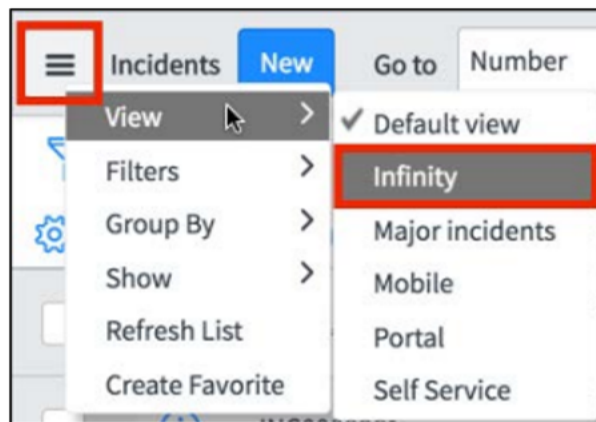 Incidents New Go to Number
View
Filters
Group By
Show
Refresh List
Create Favorite
Default view
Infinity
Major incidents
Mobile
Portal
Self Service